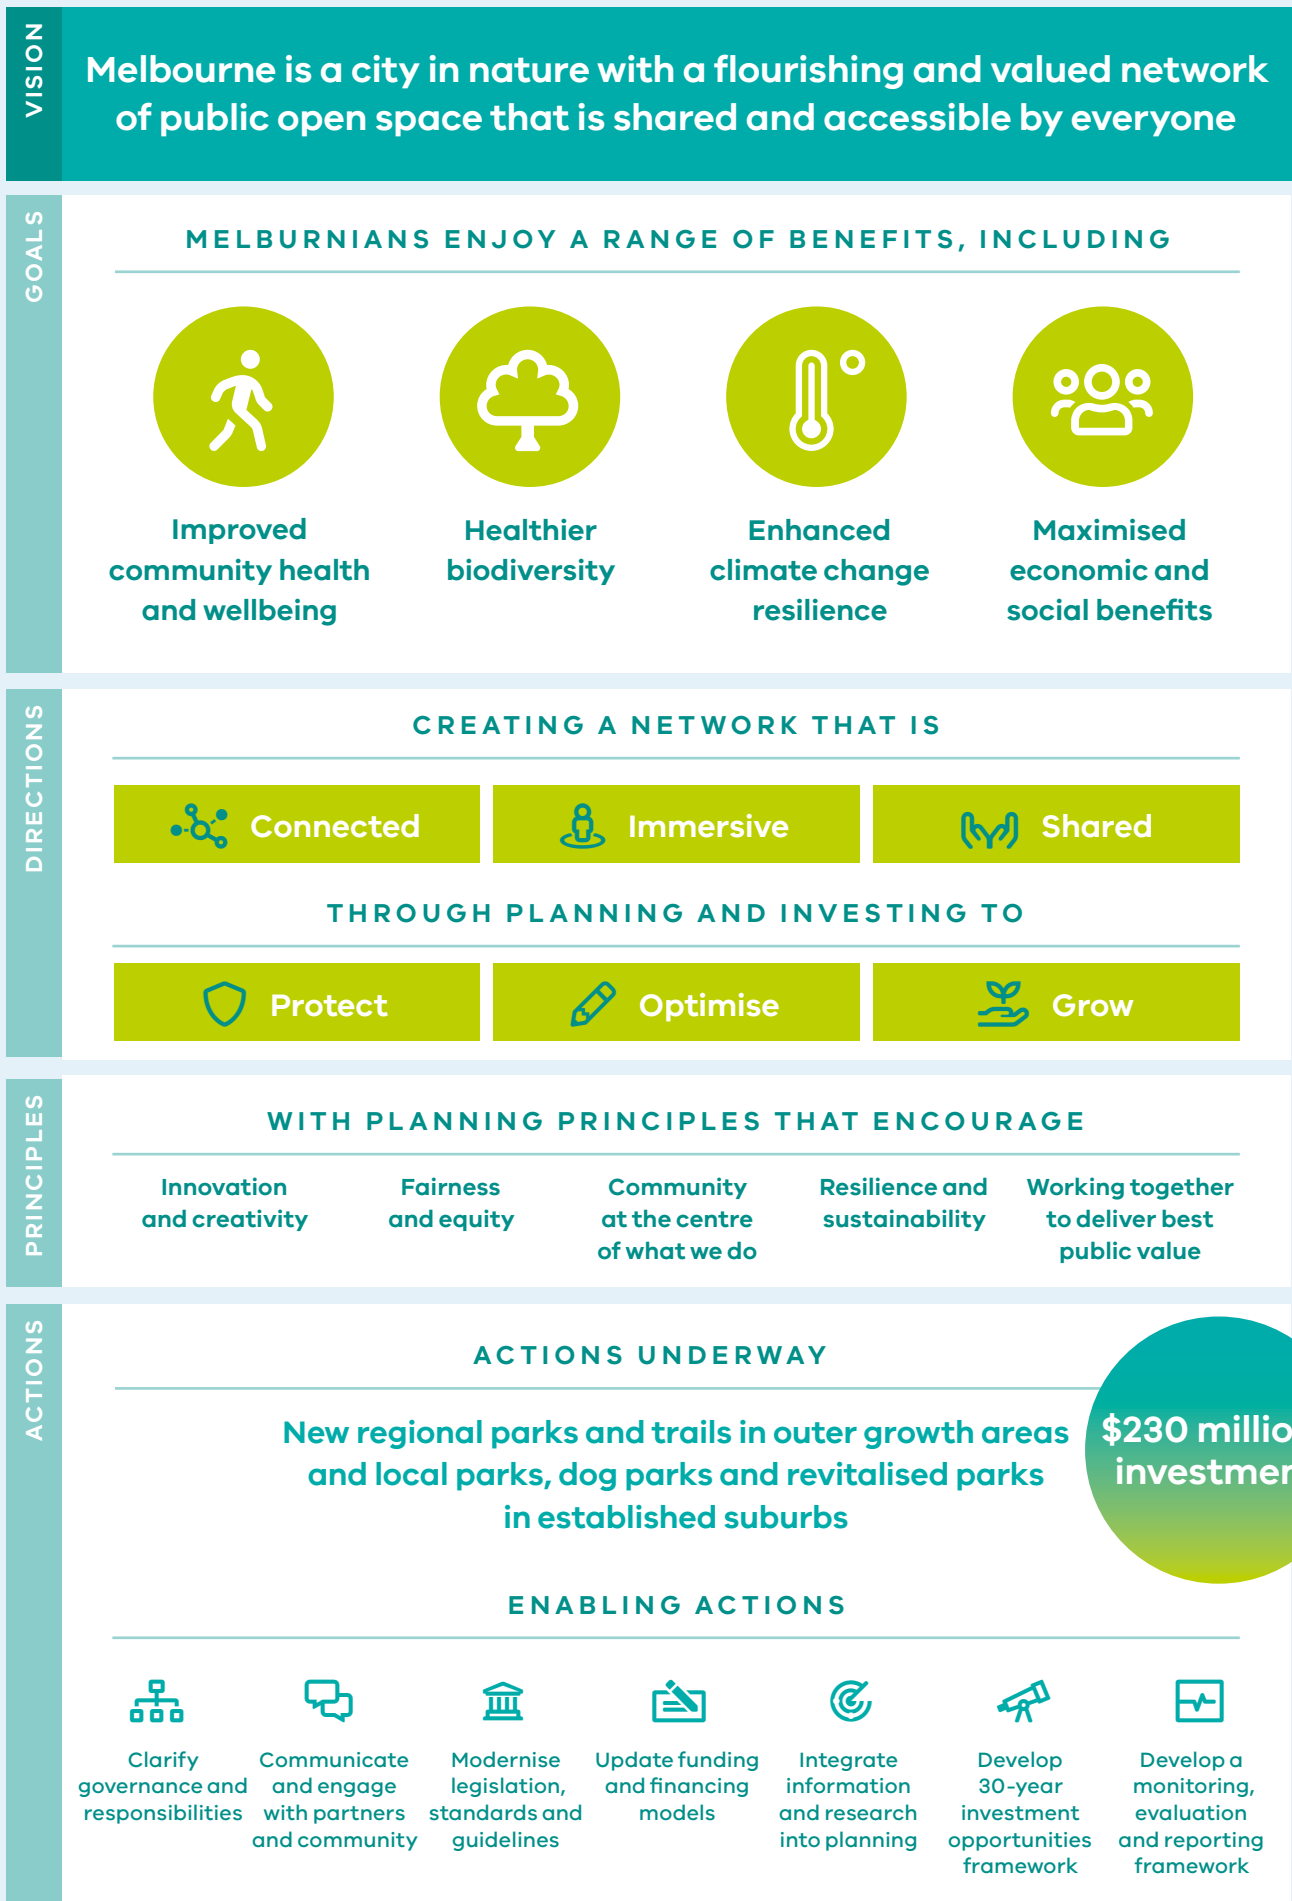 VISION
Melbourne is a city in nature with a flourishing and valued network
of public open space that is shared and accessible by everyone
GOALS
MELBURNIANS ENJOY A RANGE OF BENEFITS, INCLUDING
Improved
community health
and wellbeing
Healthier
biodiversity
Enhanced
climate change
resilience
Maximised
economic and
social benefits
DIRECTIONS
CREATING A NETWORK THAT IS
Connected
Immersive
Shared
THROUGH PLANNING AND INVESTING TO
Protect
Optimise
Grow
PRINCIPLES
WITH PLANNING PRINCIPLES THAT ENCOURAGE
Innovation
and creativity
Fairness
and equity
Community
at the centre
of what we do
Resilience and
sustainability
Working together
to deliver best
public value
ACTIONS
ACTIONS UNDERWAY
New regional parks and trails in outer growth areas
and local parks, dog parks and revitalised parks
in established suburbs
$230 millio
investmer
ENABLING ACTIONS
Clarify
governance and
responsibilities
Communicate
and engage
with partners
and community
Modernise
legislation,
standards and
guidelines
Update funding
and financing
models
Integrate
information
and research
into planning
Develop
30-year
investment
opportunities
framework
Develop a
monitoring,
evaluation
and reporting
framework